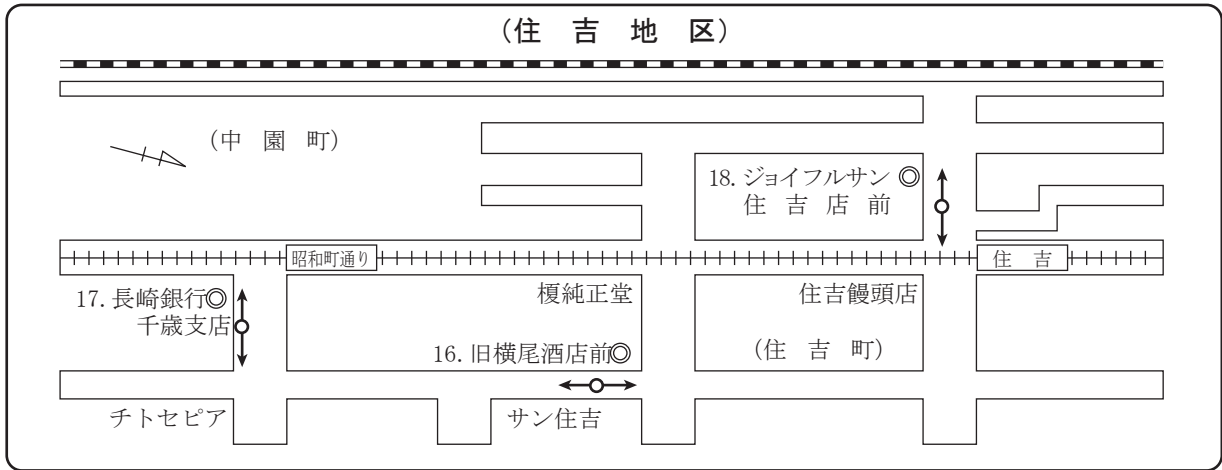 (住吉地区)
(中園町)
18. ジョイフルサン
住吉店前
昭和町通り
住吉
17. 長崎銀行
千歳支店
榎純正堂
住吉饅頭店
16. 旧横尾酒店前
(住吉町)
チトセピア
サン住吉